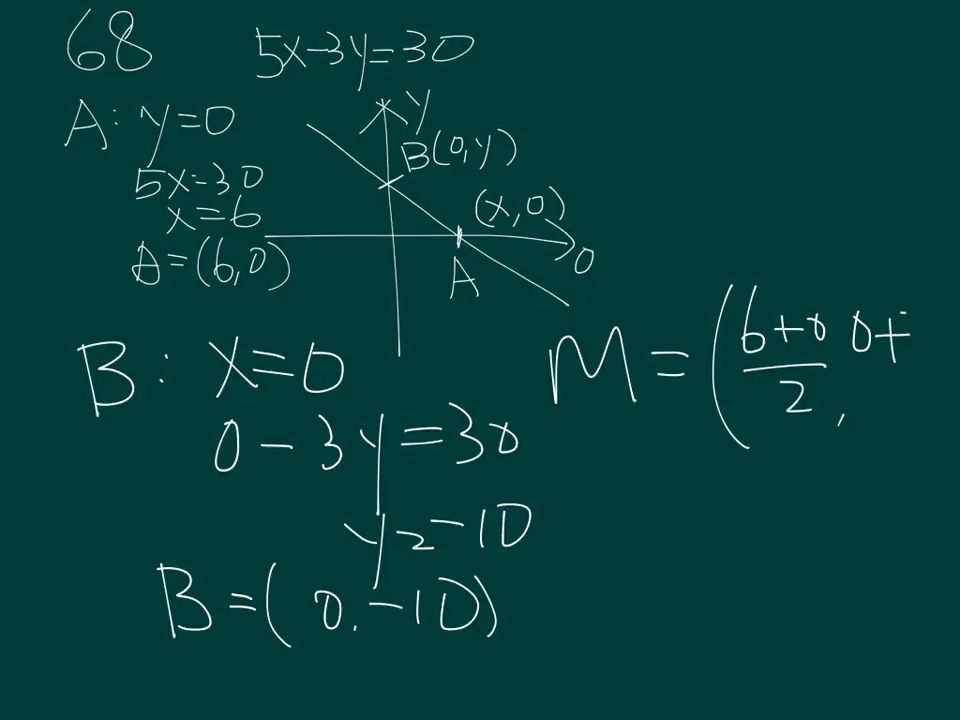 68 5x-3y=30
A: y=0
5x=30
x=6
A=(6,0)
y
B(0,y)
(x,0)
0
A
B: x=0
0-3y=30
y=-10
B=(0,-10)
M=(6+0/2, 0+